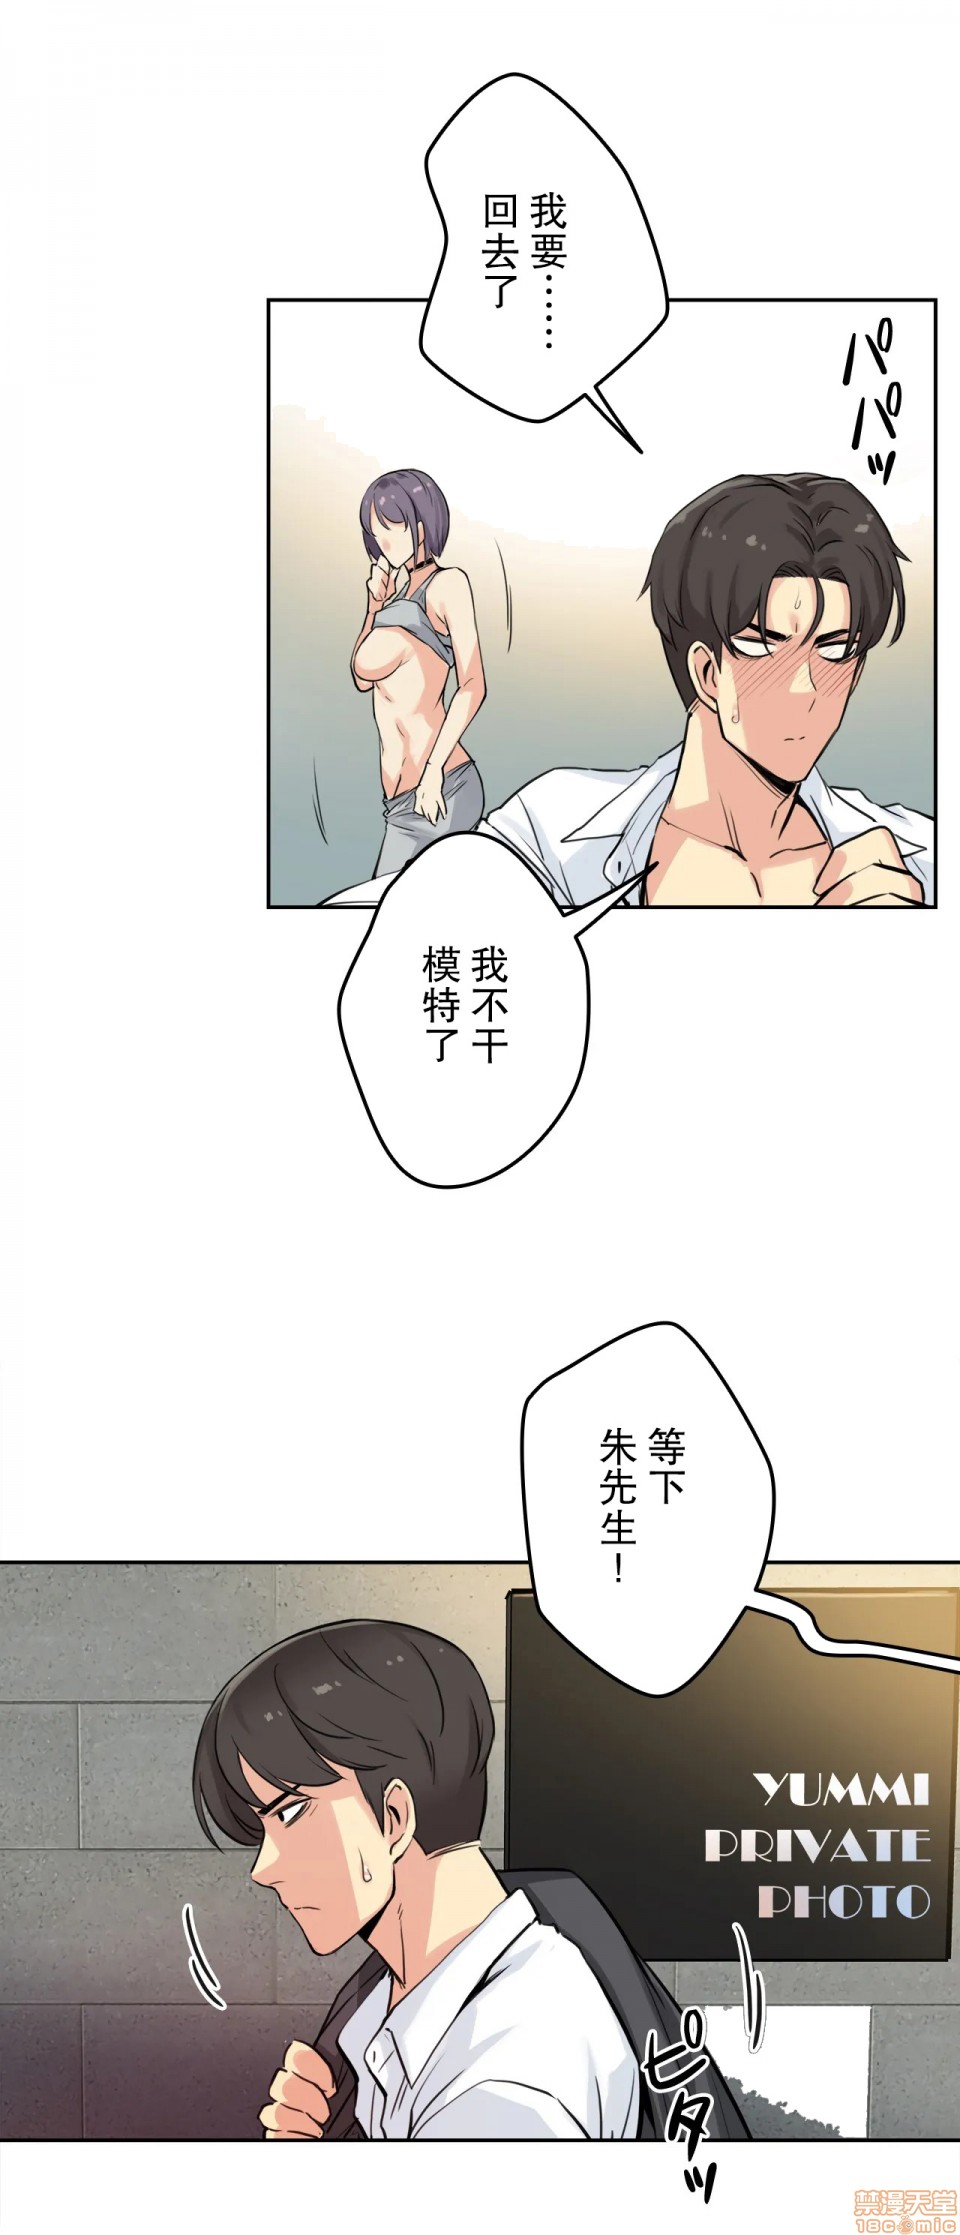 我要……
回去了
パパッ
我不干
模特了
等下
朱先生！
YUMMI
PRIVATE
PHOTO
ピタッ
禁漫天堂
18comic